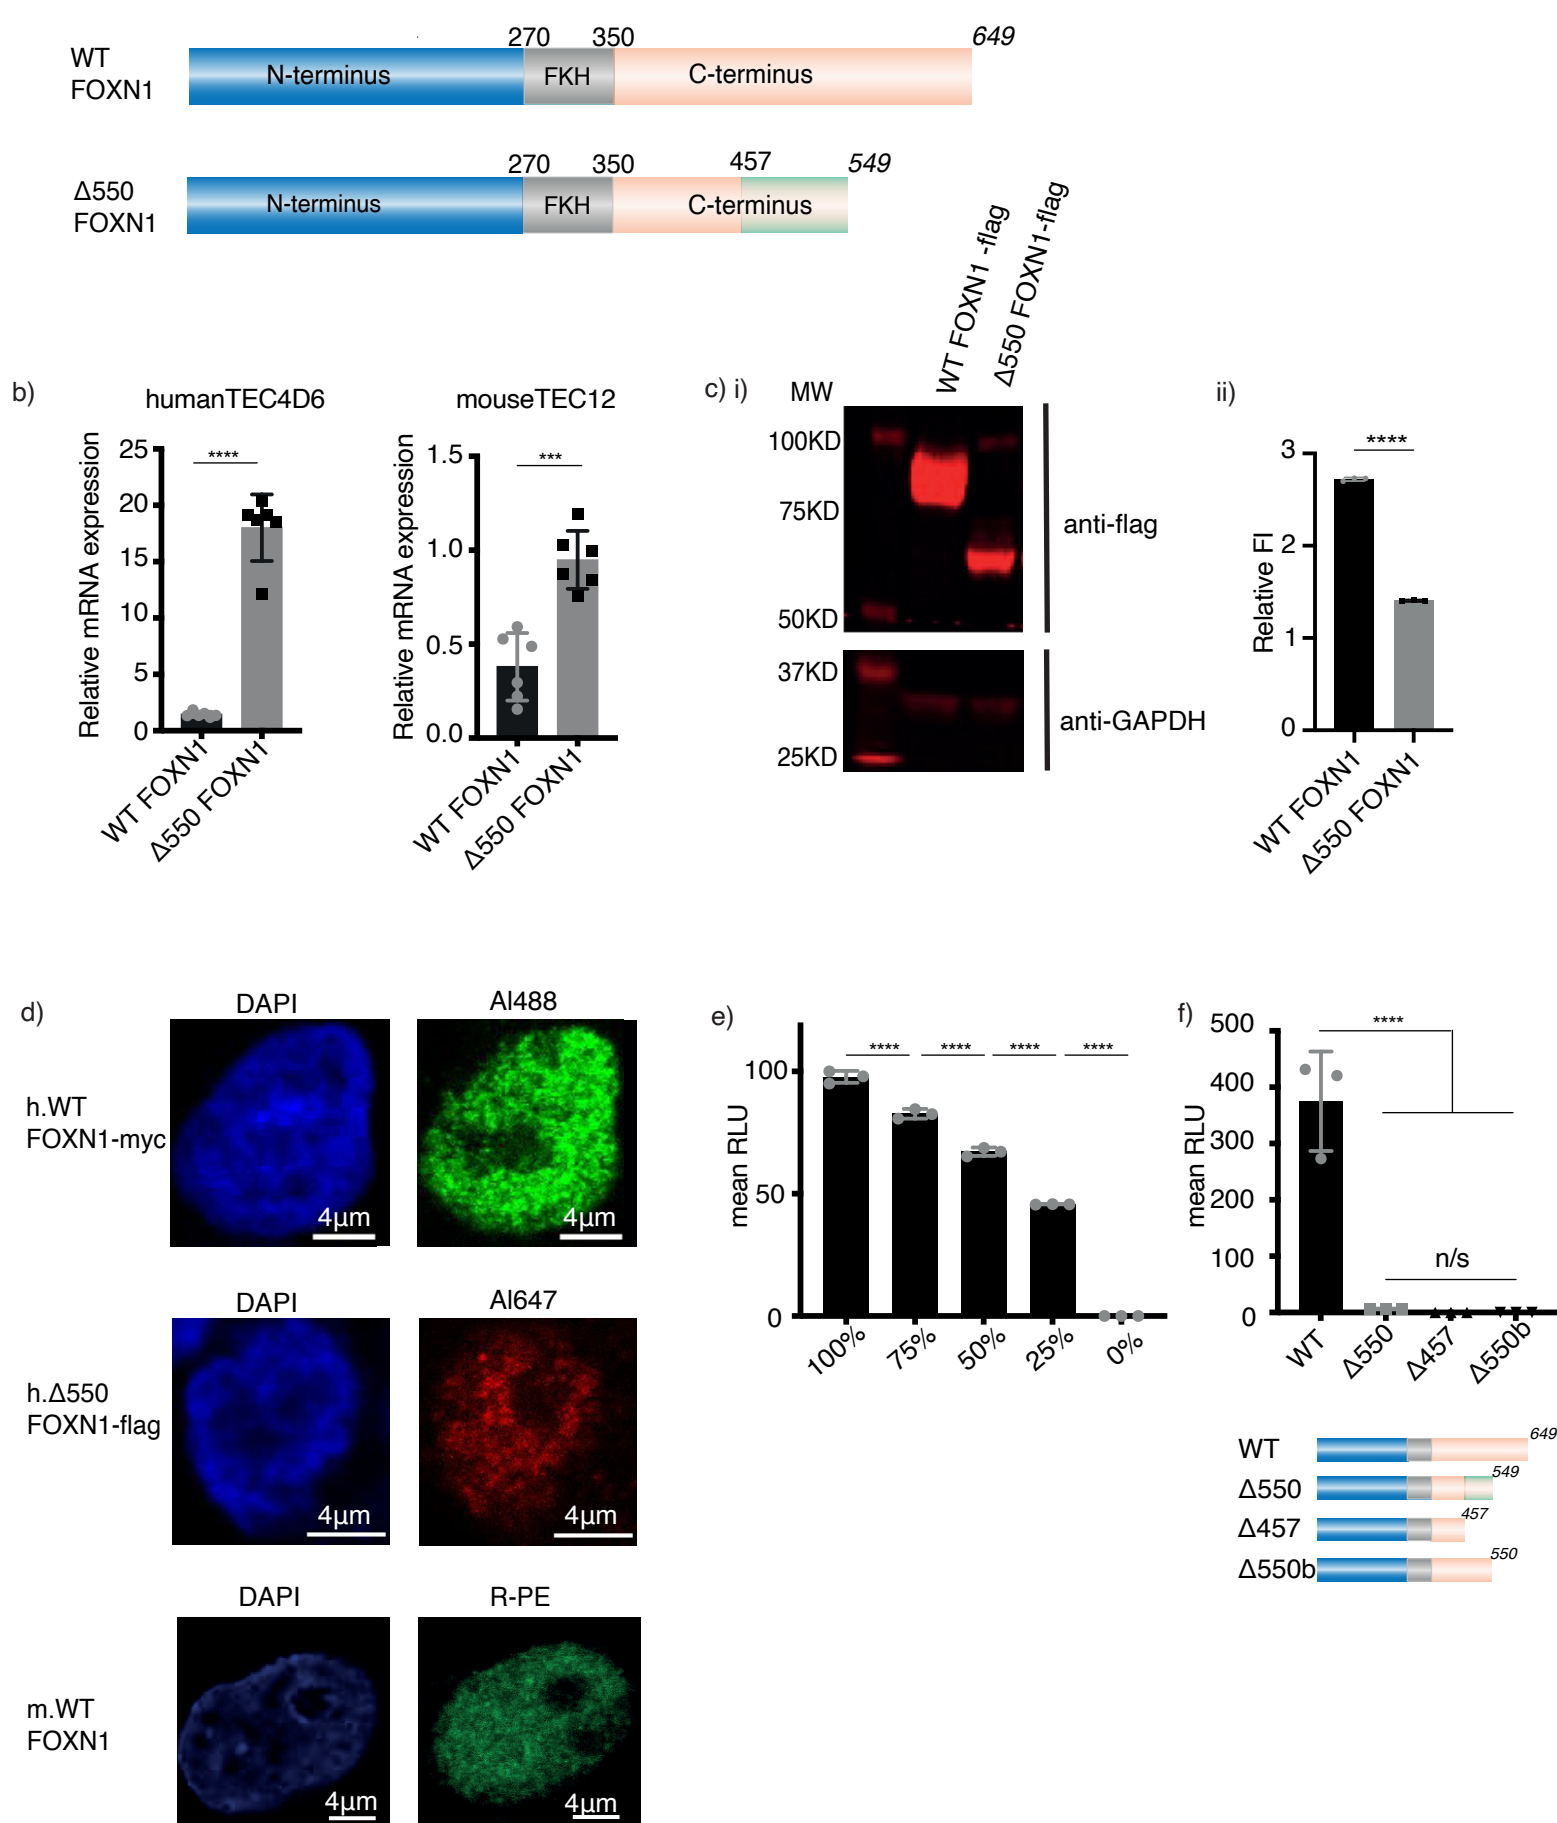 270 350 649
WT
FOXN1
N-terminus FKH C-terminus
270 350 457 549
Δ550
FOXN1
N-terminus FKH C-terminus
b)
humanTEC4D6
Relative mRNA expression
25
20
15
10
5
0
****
WT FOXN1
Δ550 FOXN1
mouseTEC12
Relative mRNA expression
1.5
1.0
0.5
0.0
***
WT FOXN1
Δ550 FOXN1
c) i)
MW
WT FOXN1 -flag
Δ550 FOXN1-flag
100KD
75KD
50KD
anti-flag
37KD
25KD
anti-GAPDH
ii)
Relative FI
3
2
1
0
****
WT FOXN1
Δ550 FOXN1
d)
DAPI Al488
h.WT
FOXN1-myc
4µm 4µm
DAPI Al647
h.Δ550
FOXN1-flag
4µm 4µm
DAPI R-PE
m.WT
FOXN1
4µm 4µm
e)
mean RLU
100
50
0
**** **** **** ****
100% 75% 50% 25% 0%
f)
mean RLU
500
400
300
200
100
0
****
n/s
WT Δ550 Δ457 Δ550b
WT 649
Δ550 549
Δ457 457
Δ550b 550